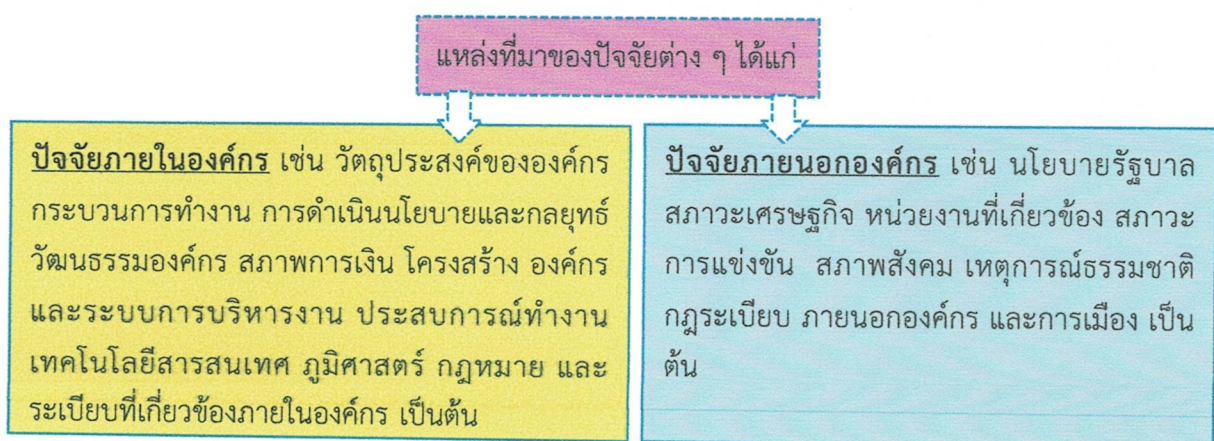 แหล่งที่มาของปัจจัยต่าง ๆ ได้แก่
ปัจจัยภายในองค์กร เช่น วัตถุประสงค์ขององค์กร
กระบวนการทำงาน การดำเนินนโยบายและกลยุทธ์
วัฒนธรรมองค์กร สภาพการเงิน โครงสร้าง องค์กร
และระบบการบริหารงาน ประสบการณ์ทำงาน
เทคโนโลยีสารสนเทศ ภูมิศาสตร์ กฎหมาย และ
ระเบียบที่เกี่ยวข้องภายในองค์กร เป็นต้น
ปัจจัยภายนอกองค์กร เช่น นโยบายรัฐบาล
สภาวะเศรษฐกิจ หน่วยงานที่เกี่ยวข้อง สภาวะ
การแข่งขัน สภาพสังคม เหตุการณ์ธรรมชาติ
กฎระเบียบ ภายนอกองค์กร และการเมือง เป็น
ต้น